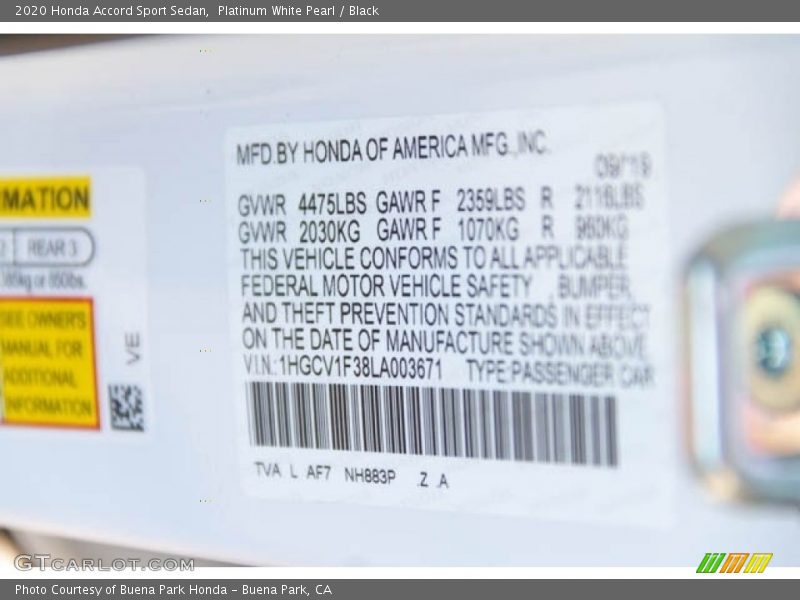 2020 Honda Accord Sport Sedan,  Platinum White Pearl / Black
MFD.BY HONDA OF AMERICA MFG.,INC.
09/19
GVWR 4475LBS GAWR F 2359LBS R 2116LBS
GVWR 2030KG GAWR F 1070KG R 960KG
THIS VEHICLE CONFORMS TO ALL APPLICABLE
FEDERAL MOTOR VEHICLE SAFETY , BUMPER,
AND THEFT PREVENTION STANDARDS IN EFFECT
ON THE DATE OF MANUFACTURE SHOWN ABOVE.
V.I.N.:1HGCV1F38LA003671 TYPE:PASSENGER CAR
TVA L AF7 NH883P .Z .A
MATION
2 REAR 3
385kg or 850lbs.
SEE OWNER'S
MANUAL FOR
ADDITIONAL
INFORMATION
VE
GTCARLOT.COM
Photo Courtesy of Buena Park Honda - Buena Park, CA